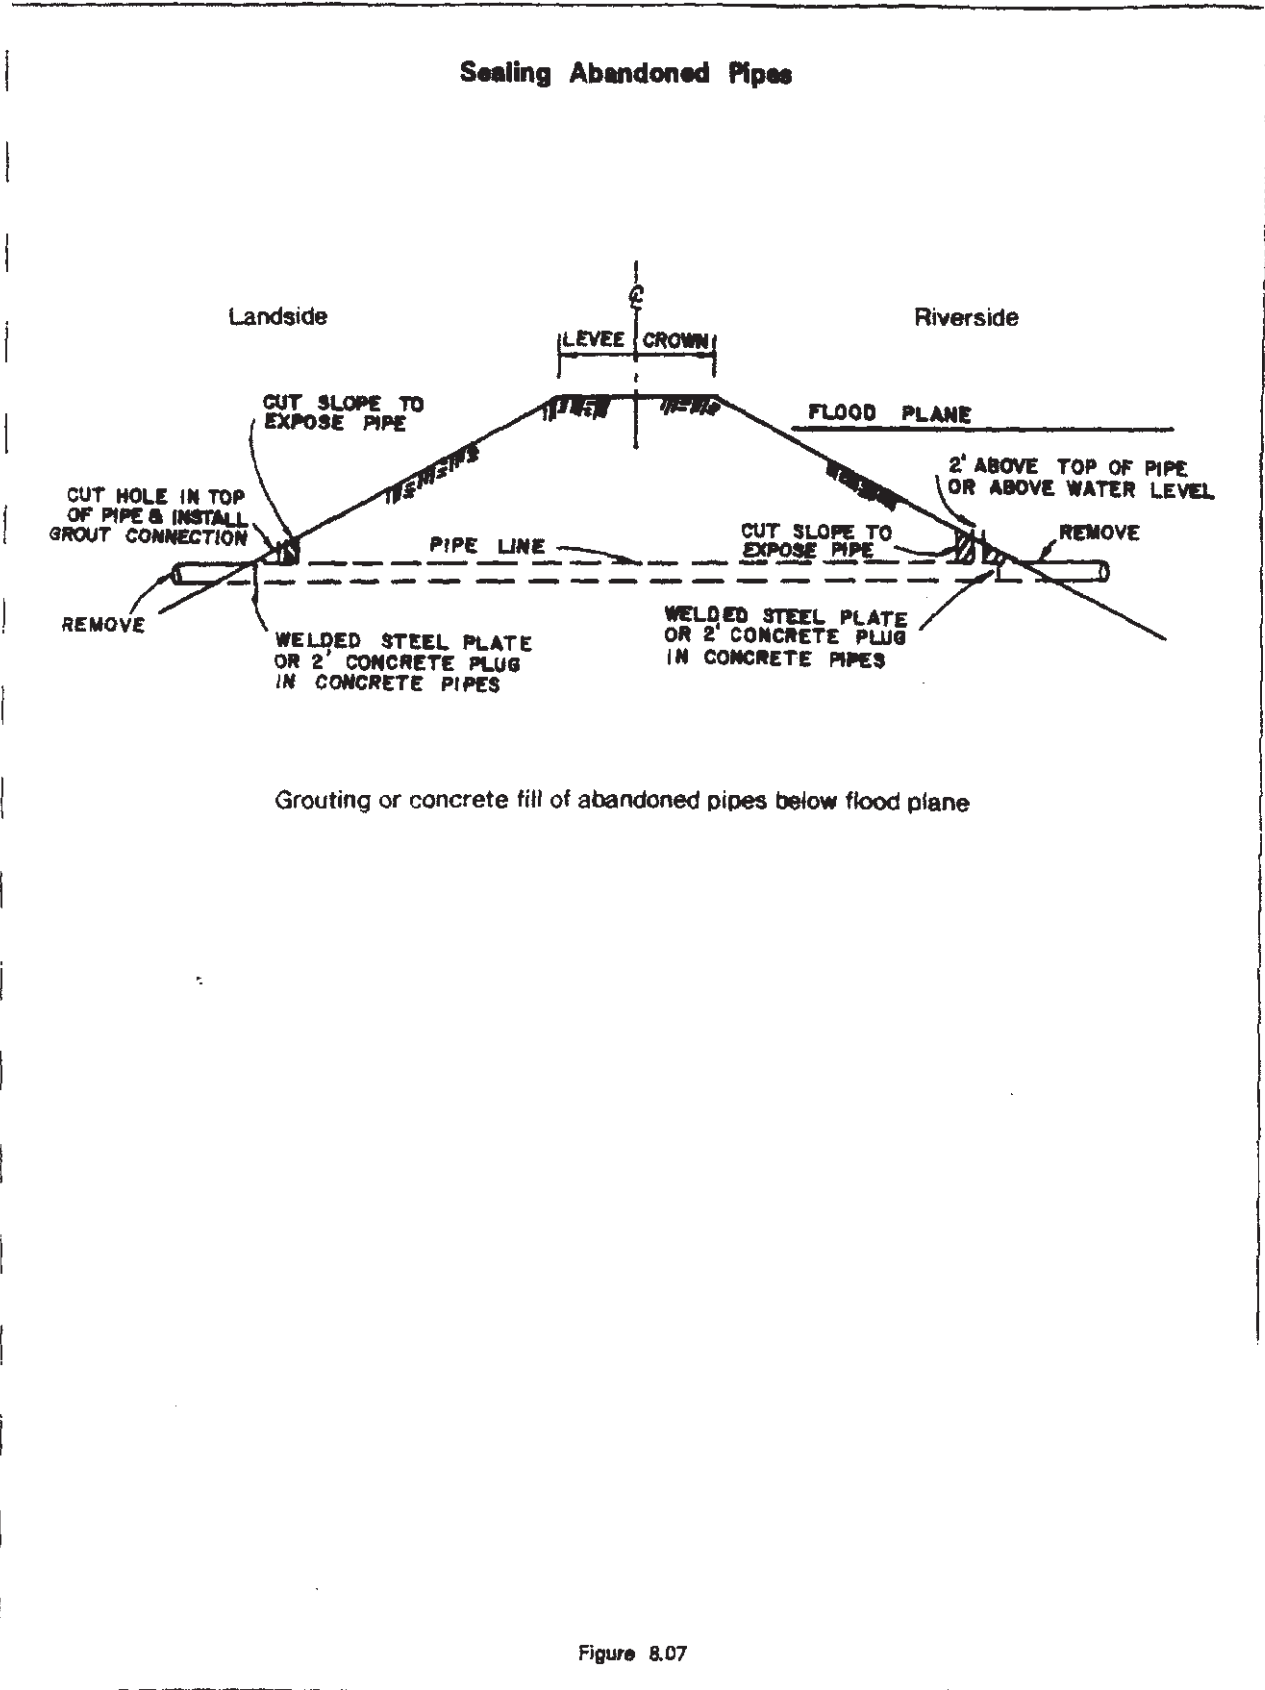 Sealing Abandoned Pipes
Landside
℄
Riverside
LEVEE CROWN
CUT SLOPE TO
EXPOSE PIPE
FLOOD PLANE
2' ABOVE TOP OF PIPE
OR ABOVE WATER LEVEL
CUT HOLE IN TOP
OF PIPE & INSTALL
GROUT CONNECTION
PIPE LINE
CUT SLOPE TO
EXPOSE PIPE
REMOVE
REMOVE
WELDED STEEL PLATE
OR 2' CONCRETE PLUG
IN CONCRETE PIPES
WELDED STEEL PLATE
OR 2' CONCRETE PLUG
IN CONCRETE PIPES
Grouting or concrete fill of abandoned pipes below flood plane
Figure 8.07